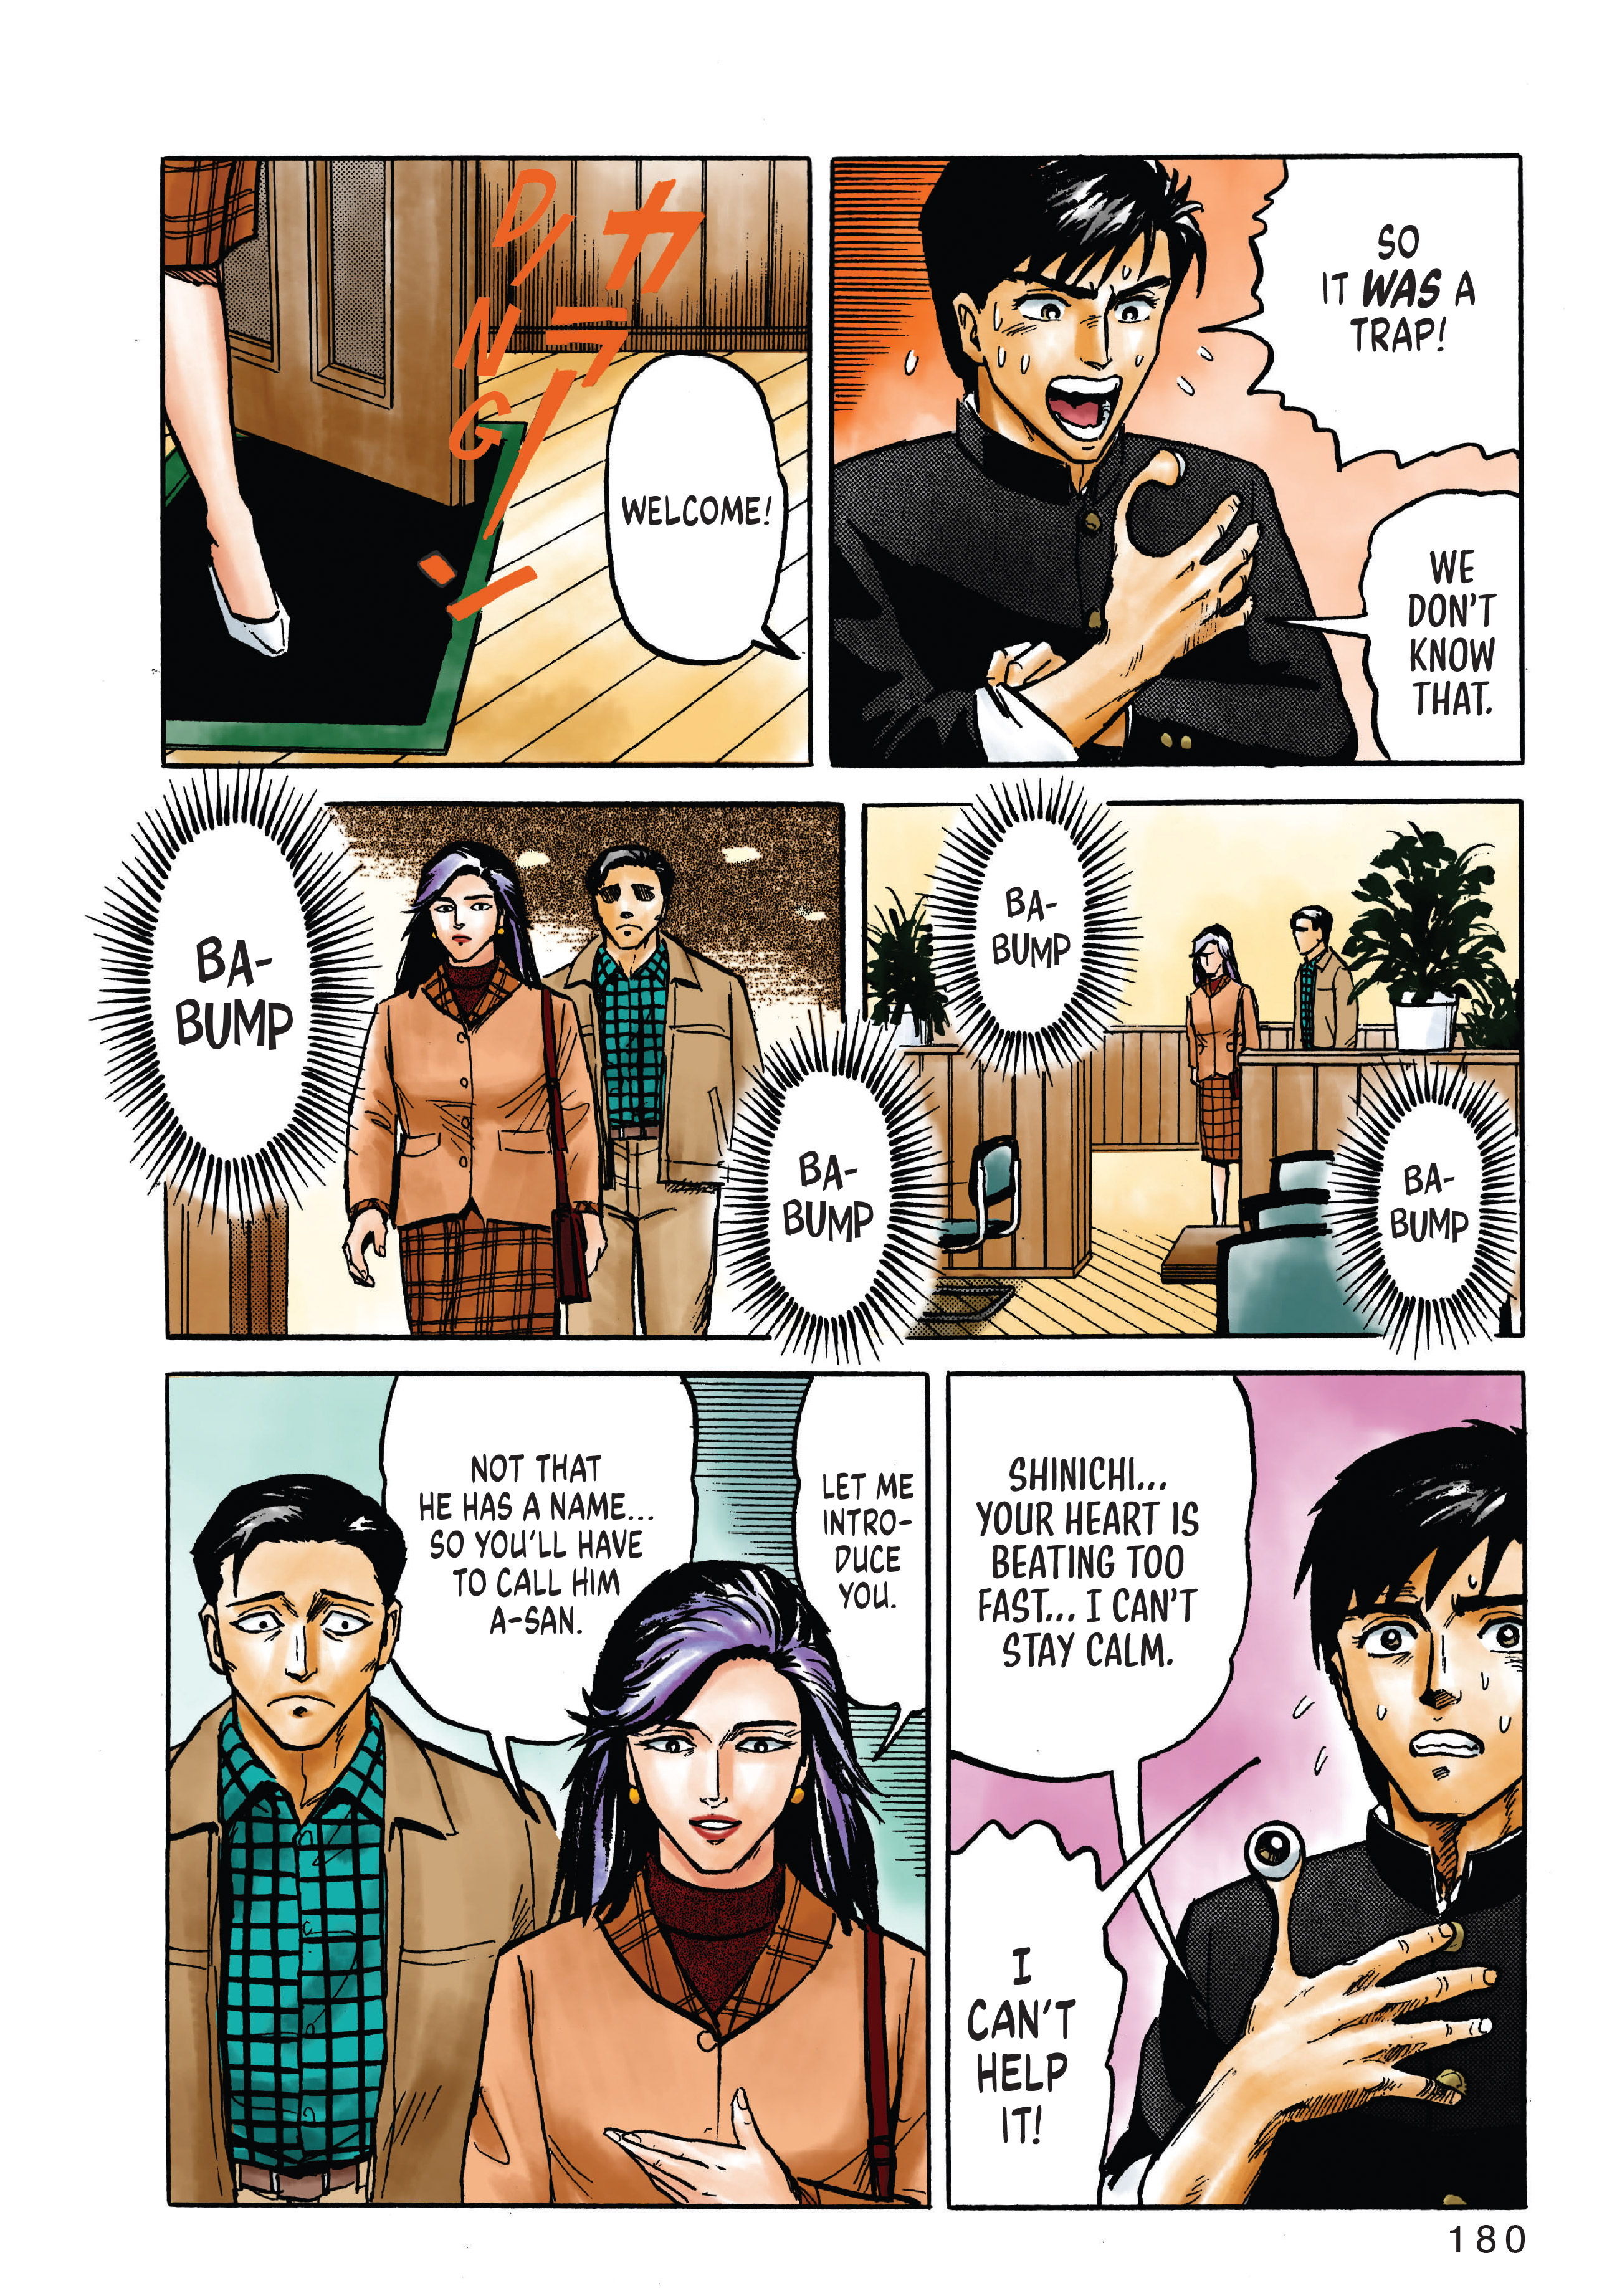 SO
IT WAS A
TRAP!
WE
DON'T
KNOW
THAT.
カラーン
DING
WELCOME!
BA-
BUMP
BA-
BUMP
BA-
BUMP
BA-
BUMP
SHINICHI...
YOUR HEART IS
BEATING TOO
FAST... I CAN'T
STAY CALM.
I
CAN'T
HELP
IT!
LET ME
INTRO-
DUCE
YOU.
NOT THAT
HE HAS A NAME...
SO YOU'LL HAVE
TO CALL HIM
A-SAN.
180